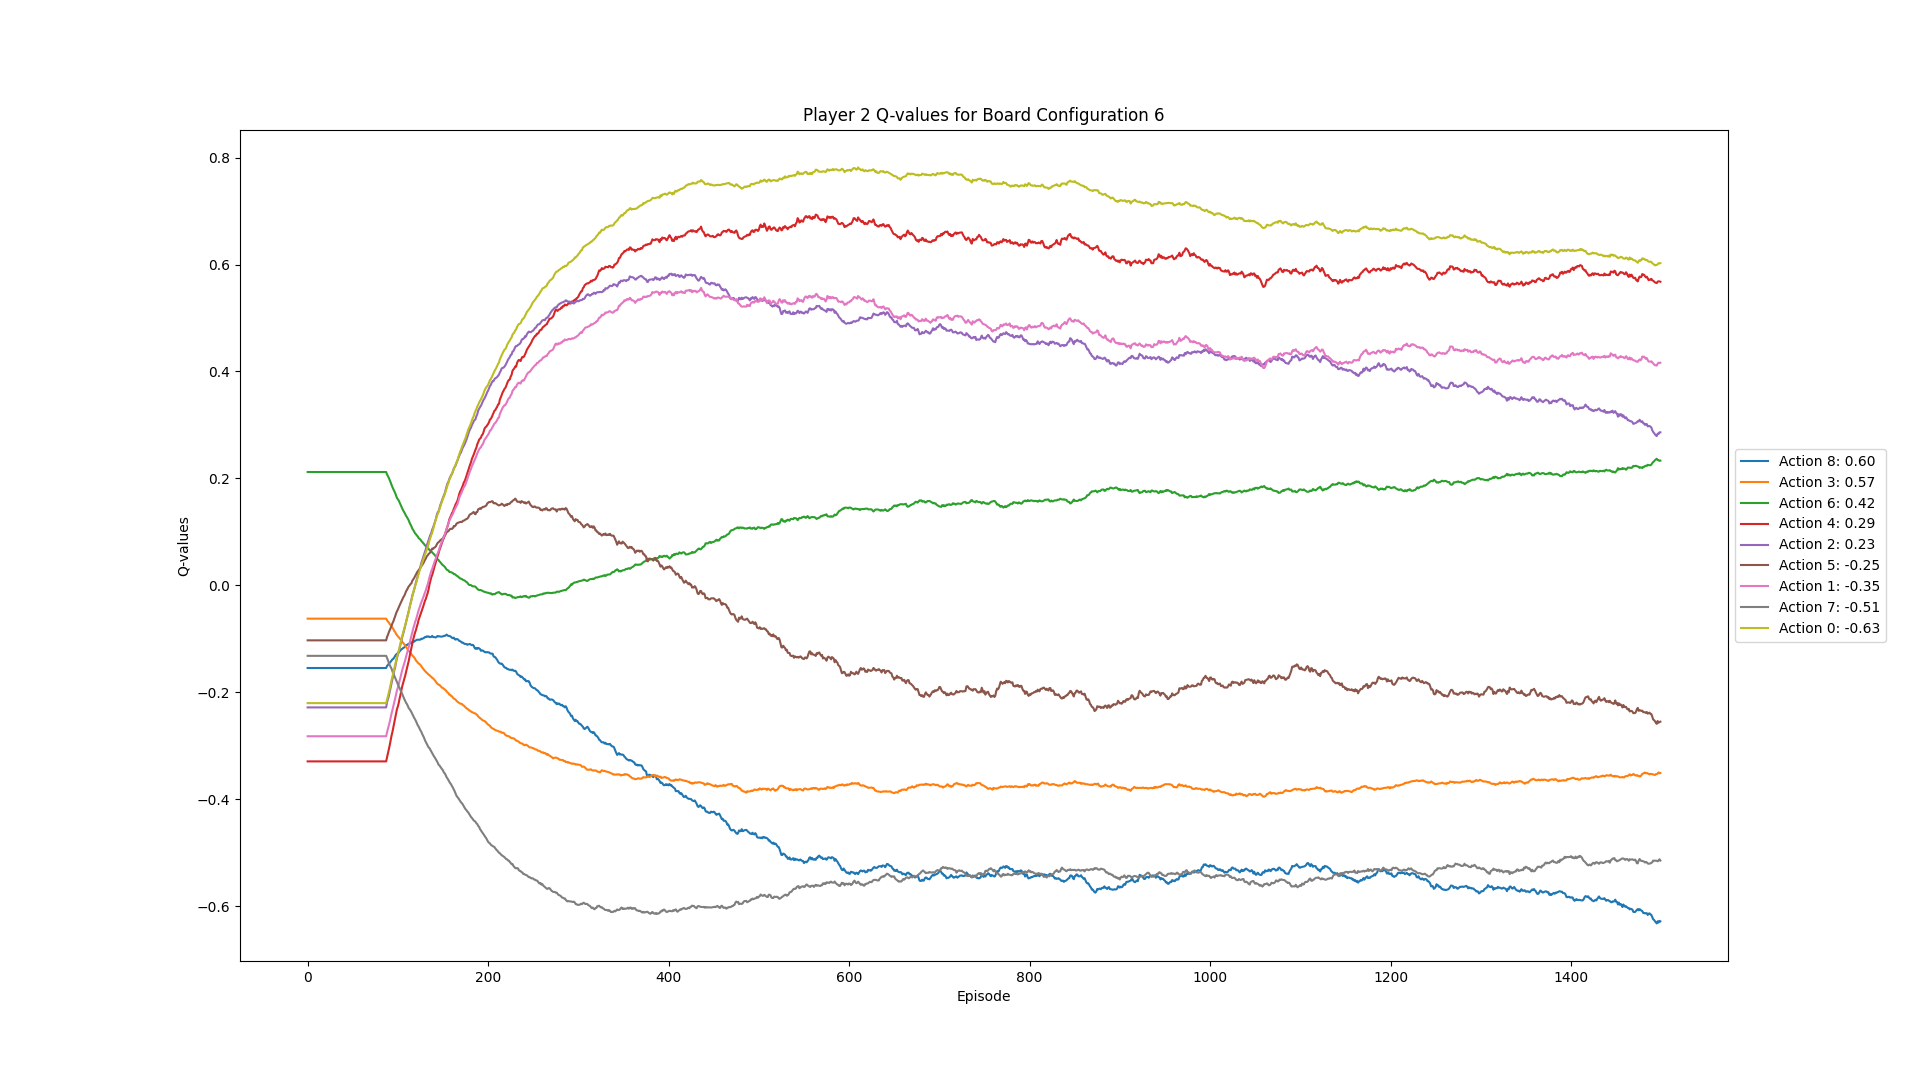 Player 2 Q-values for Board Configuration 6
0.8
0.6
0.4
0.2
0.0
−0.2
−0.4
−0.6
Q-values
0
200
400
600
800
1000
1200
1400
Episode
Action 8: 0.60
Action 3: 0.57
Action 6: 0.42
Action 4: 0.29
Action 2: 0.23
Action 5: -0.25
Action 1: -0.35
Action 7: -0.51
Action 0: -0.63